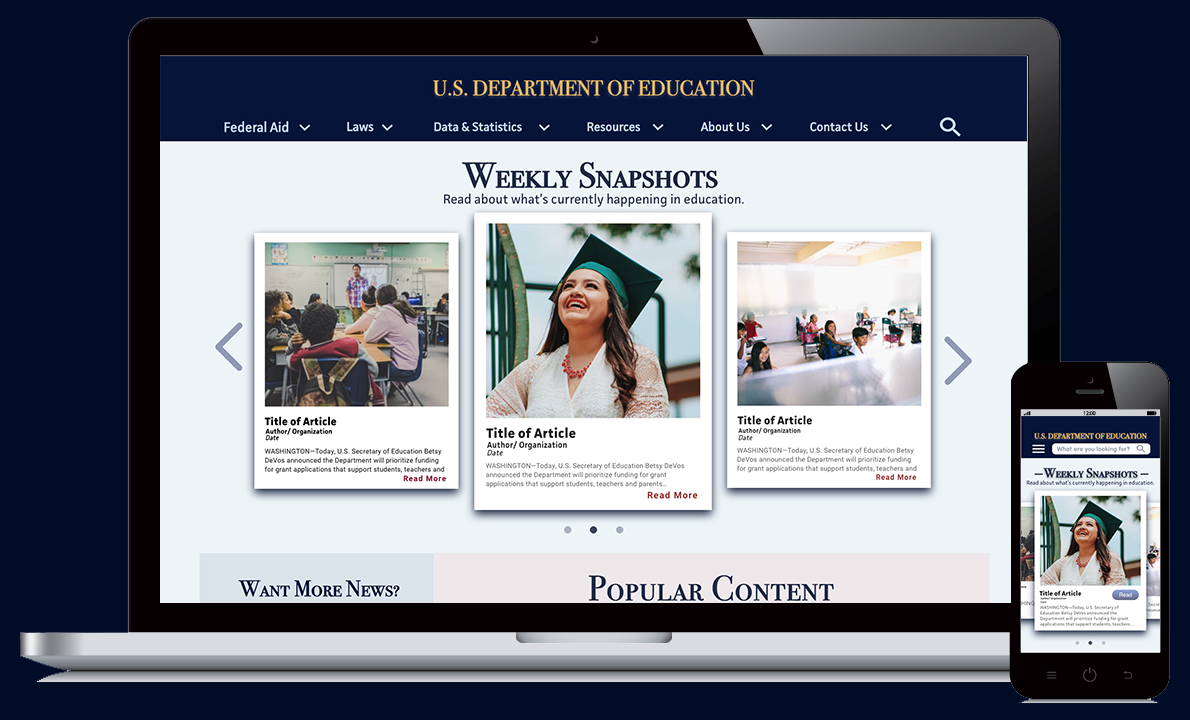 U.S. DEPARTMENT OF EDUCATION
Federal Aid Laws Data & Statistics Resources About Us Contact Us
WEEKLY SNAPSHOTS
Read about what's currently happening in education.
Title of Article
Author/ Organization
Date
WASHINGTON—Today, U.S. Secretary of Education Betsy
DeVos announced the Department will prioritize funding
for grant applications that support students, teachers and
Read More
Title of Article
Author/ Organization
Date
WASHINGTON—Today, U.S. Secretary of Education Betsy DeVos
announced the Department will prioritize funding for grant
applications that support students, teachers and parents...
Read More
Title of Article
Author/ Organization
Date
WASHINGTON—Today, U.S. Secretary of Education Betsy
DeVos announced the Department will prioritize funding
for grant applications that support students, teachers and
Read More
WANT MORE NEWS?
POPULAR CONTENT
12:00
U.S. DEPARTMENT OF EDUCATION
What are you looking for?
—WEEKLY SNAPSHOTS—
Read about what's currently happening in education.
Title of Article
Read
Author/ Organization
Date
WASHINGTON—Today, U.S. Secretary of
Education Betsy DeVos announced the
Department will prioritize funding for grant
applications that support students, teachers...